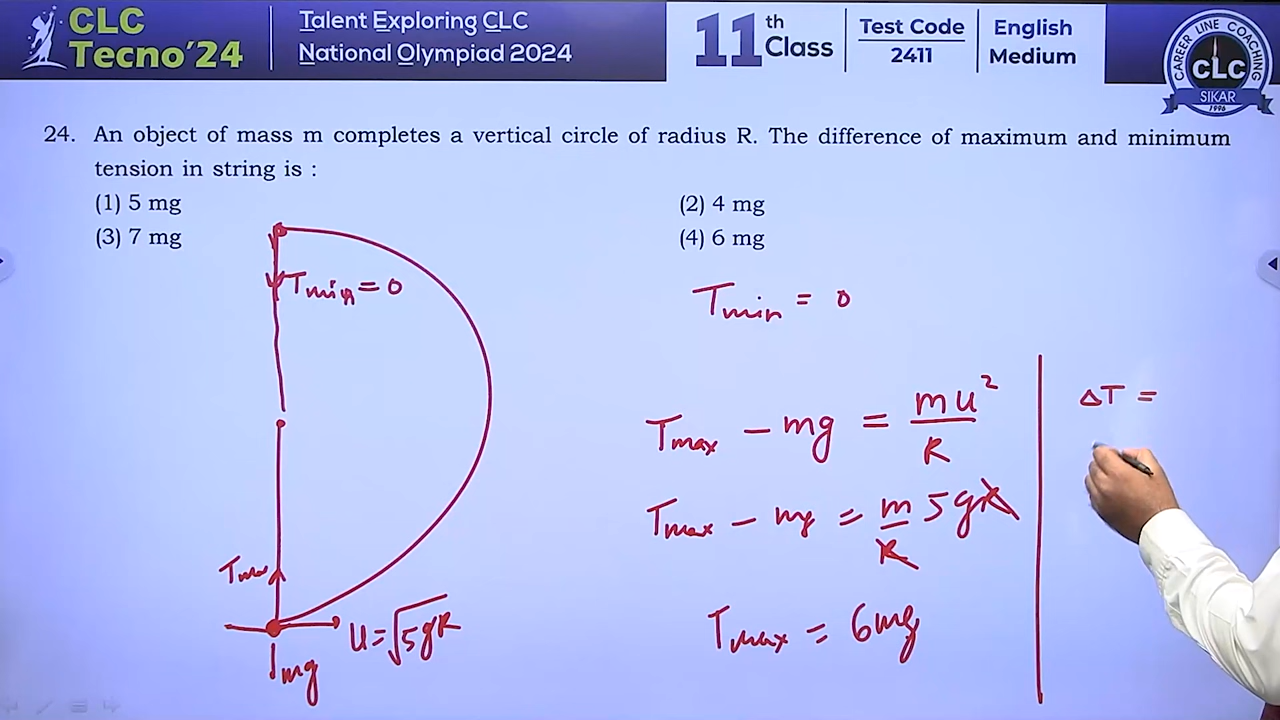 CLC
Tecno'24
Talent Exploring CLC
National Olympiad 2024
11th Class
Test Code
2411
English
Medium
CAREER LINE COACHING
CLC
SIKAR
1996
24. An object of mass m completes a vertical circle of radius R. The difference of maximum and minimum
tension in string is :
(1) 5 mg
(2) 4 mg
(3) 7 mg
(4) 6 mg
Tmin = 0
Tmin = 0
Tmax - mg = mu²/R
ΔT =
Tmax - mg = m/R 5gR
Tmax = 6mg
Tmax
u = √5gR
mg